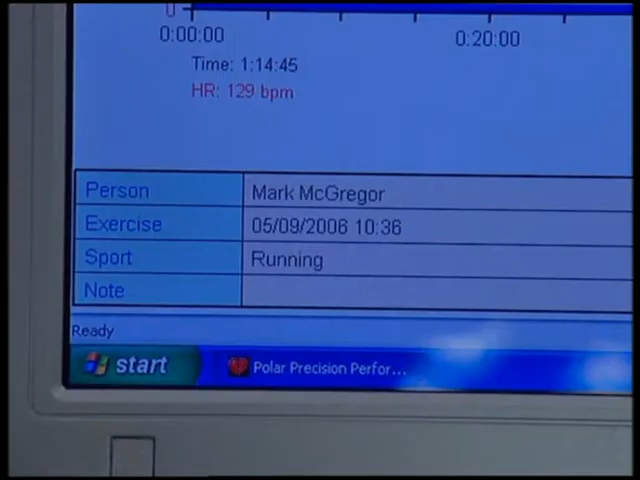 0
0:00:00 0:20:00
Time: 1:14:45
HR: 129 bpm
Person Mark McGregor
Exercise 05/09/2006 10:36
Sport Running
Note
Ready
start Polar Precision Perfor...